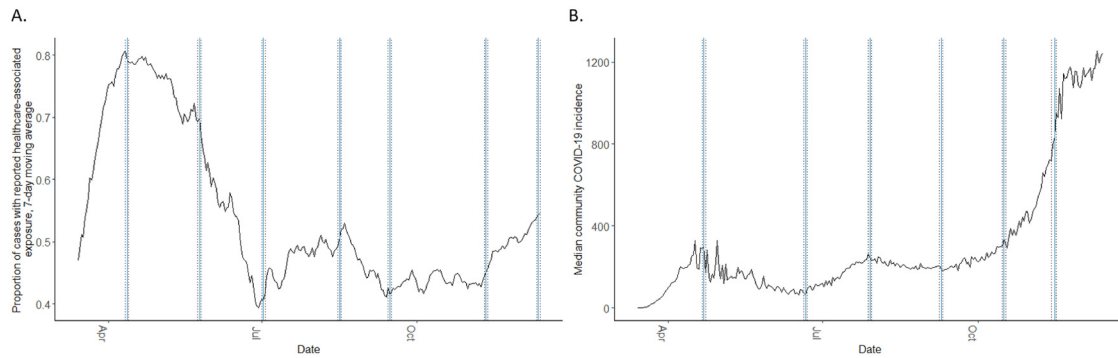 A.
Proportion of cases with reported healthcare-associated
exposure, 7-day moving average
0.8
0.7
0.6
0.5
0.4
Apr
Jul
Oct
Date
B.
Median community COVID-19 incidence
1200
800
400
0
Apr
Jul
Oct
Date